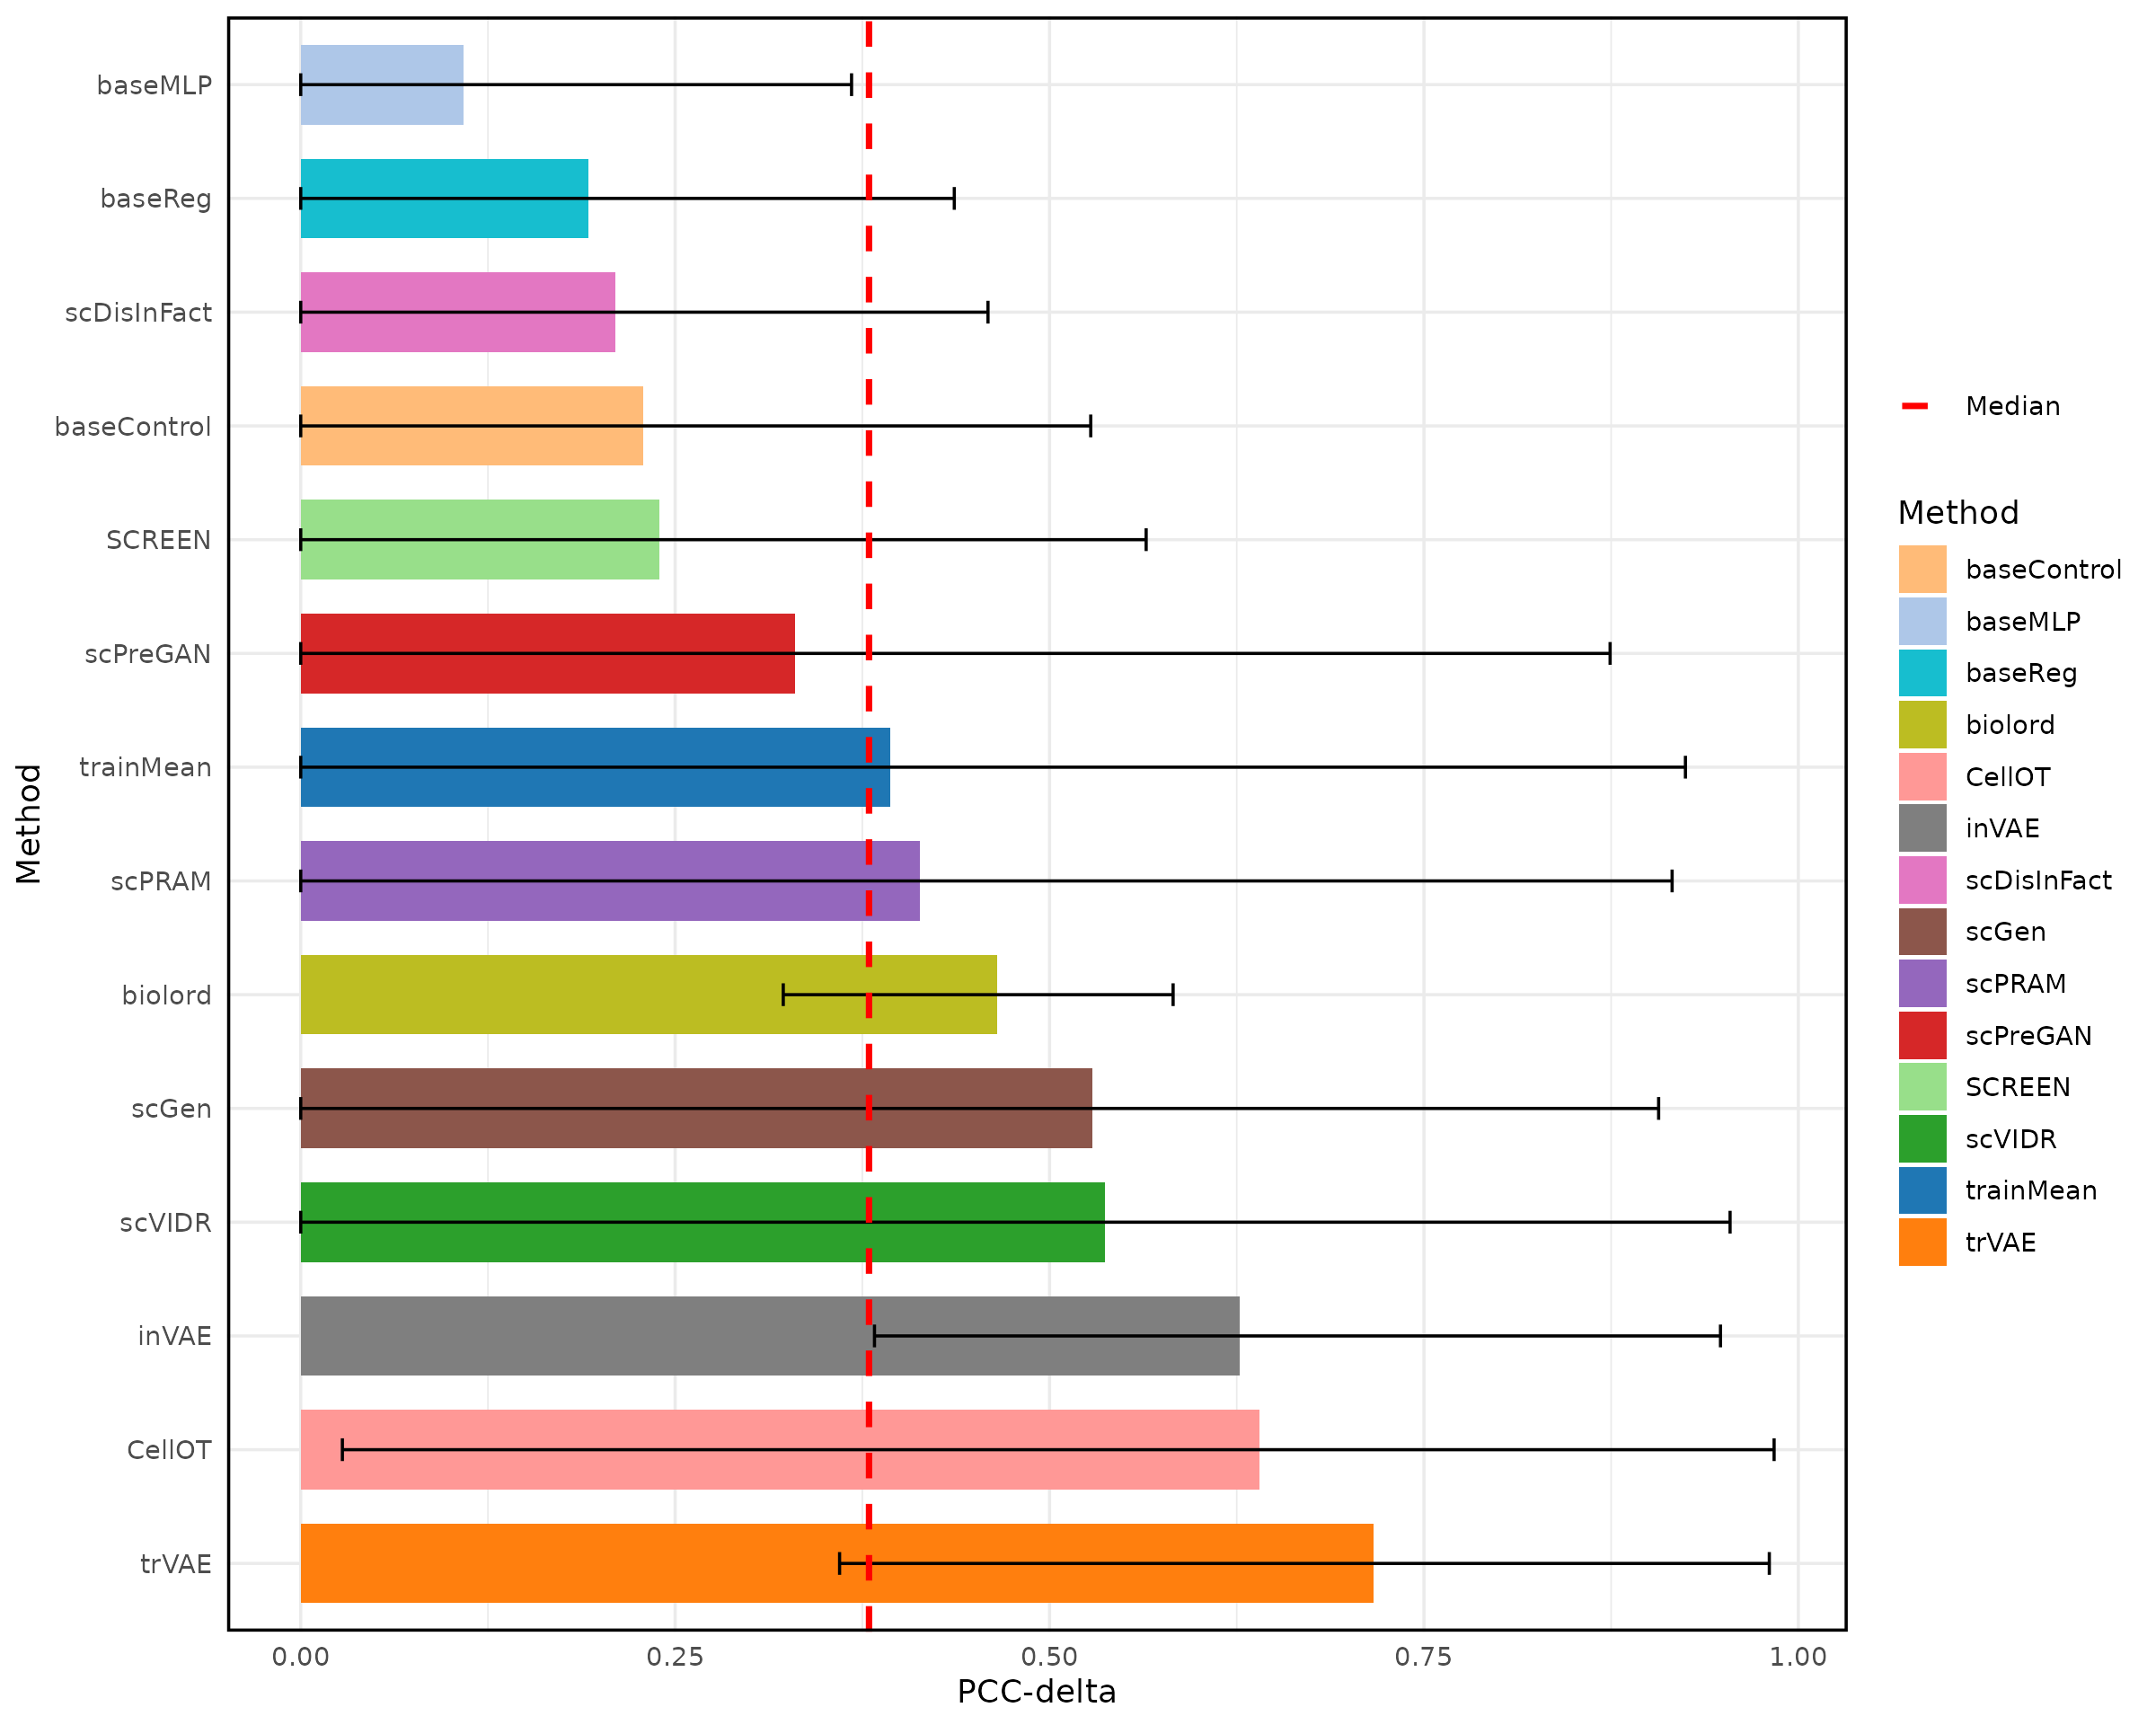 baseMLP
baseReg
scDisInFact
baseControl
SCREEN
scPreGAN
trainMean
scPRAM
biolord
scGen
scVIDR
inVAE
CellOT
trVAE
Method
0.00 0.25 0.50 0.75 1.00
PCC-delta
Median
Method
baseControl
baseMLP
baseReg
biolord
CellOT
inVAE
scDisInFact
scGen
scPRAM
scPreGAN
SCREEN
scVIDR
trainMean
trVAE